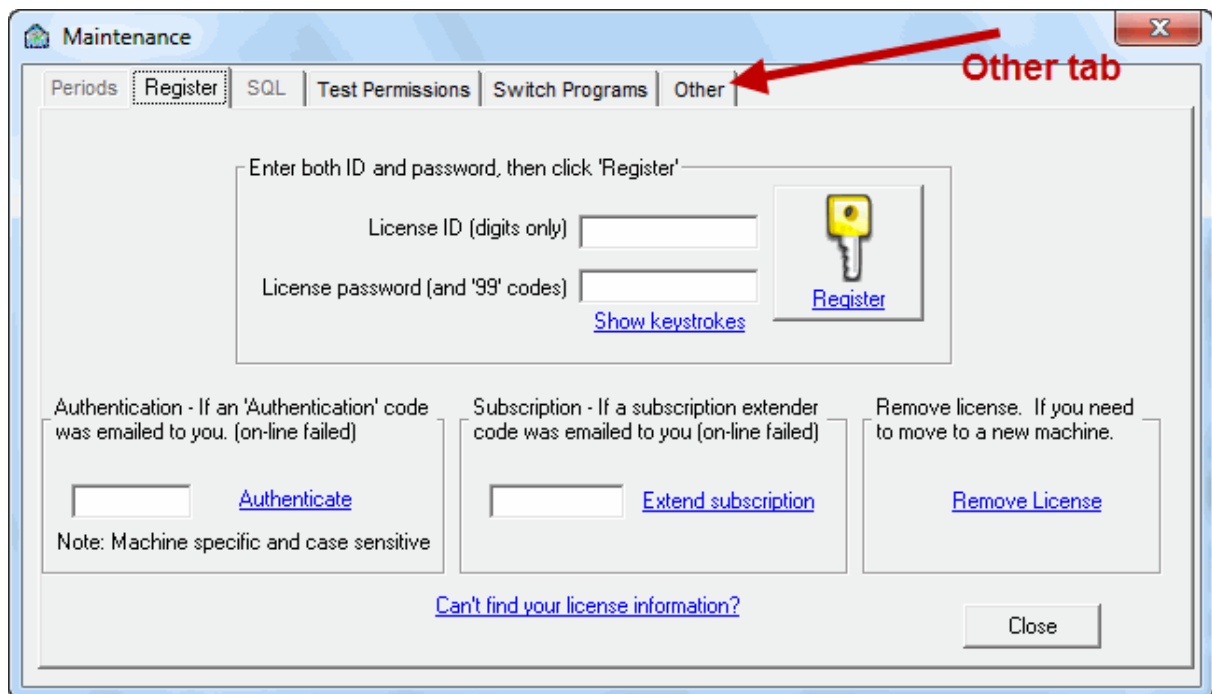 Maintenance
X
Other tab
Periods Register SQL Test Permissions Switch Programs Other
Enter both ID and password, then click 'Register'
License ID (digits only)
License password (and '99' codes)
Show keystrokes
Register
Authentication - If an 'Authentication' code
was emailed to you. (on-line failed)
Authenticate
Note: Machine specific and case sensitive
Subscription - If a subscription extender
code was emailed to you (on-line failed)
Extend subscription
Remove license. If you need
to move to a new machine.
Remove License
Can't find your license information?
Close